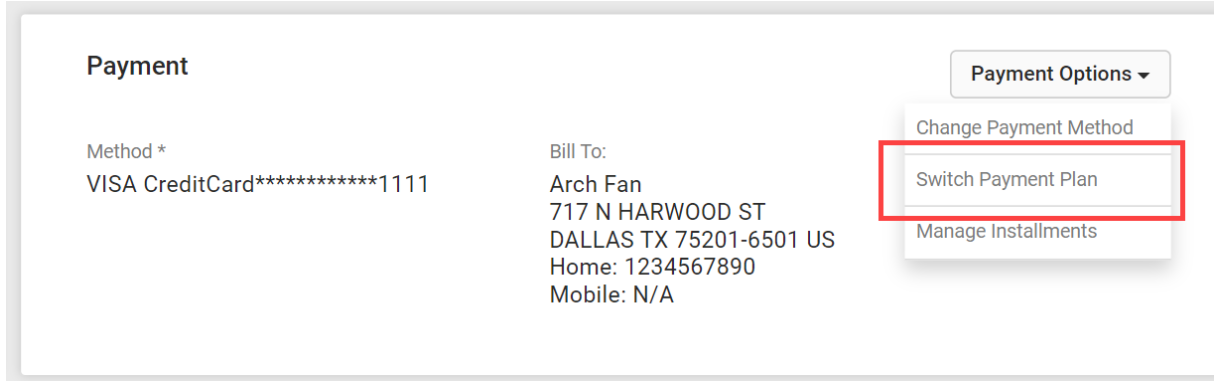 Payment
Payment Options
Change Payment Method
Switch Payment Plan
Manage Installments
Method *
VISA CreditCard************1111
Bill To:
Arch Fan
717 N HARWOOD ST
DALLAS TX 75201-6501 US
Home: 1234567890
Mobile: N/A